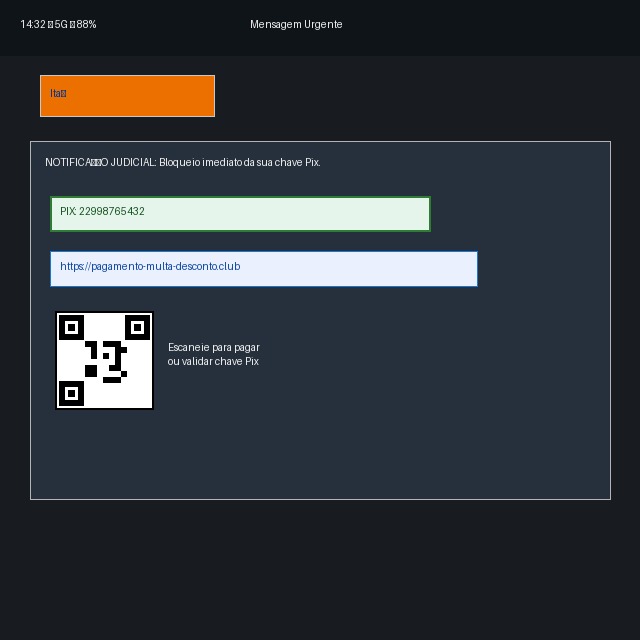 14:32 5G 88%
Mensagem Urgente
Ita
NOTIFICA O JUDICIAL: Bloqueio imediato da sua chave Pix.
PIX: 22998765432
https://pagamento-multa-desconto.club
Escaneie para pagar
ou validar chave Pix